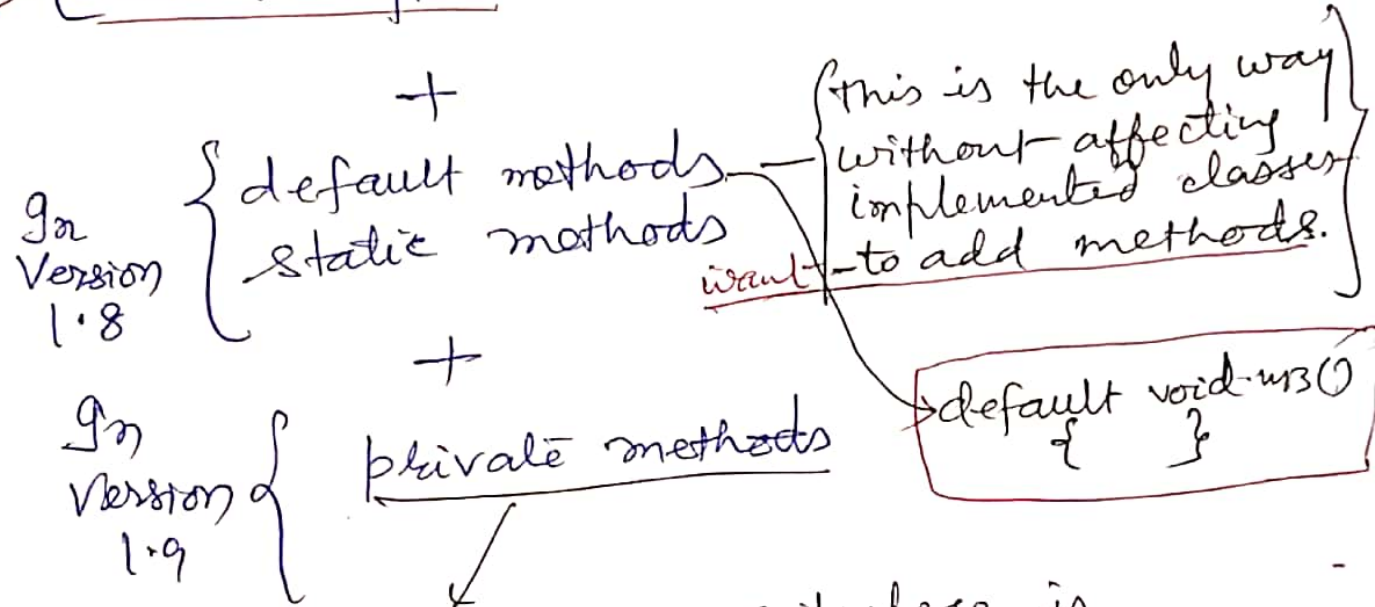 +
In Version 1.8 { default methods
static methods
{this is the only way
without affecting
implemented classes
want to add methods.}
default void m3()
{ }
+
In Version 1.9 { private methods
is